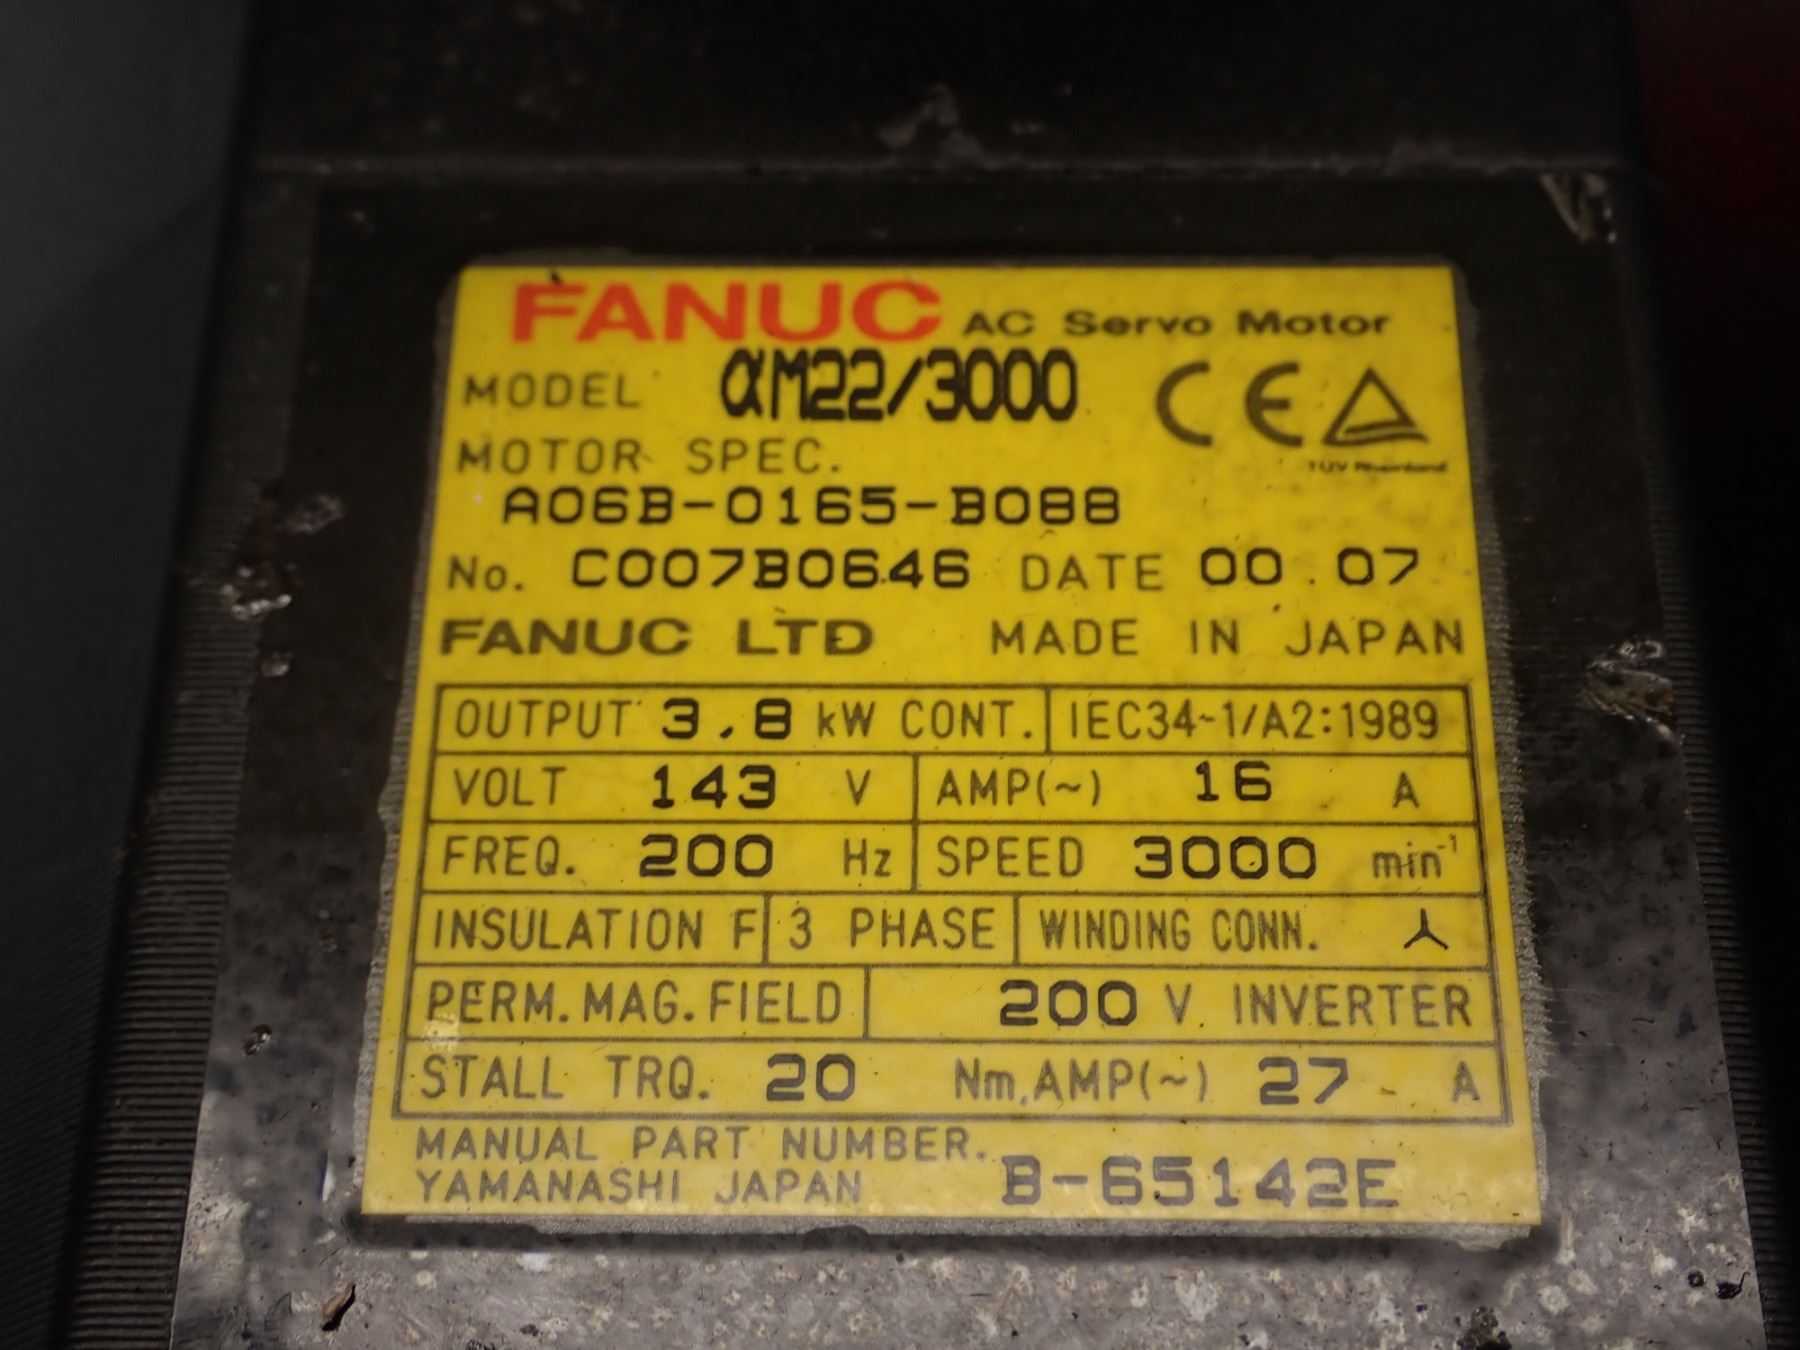 FANUC AC Servo Motor
MODEL αM22/3000 CE
TÜV Rheinland
MOTOR SPEC.
A06B-0165-B088
No. C007B0646 DATE 00.07
FANUC LTD MADE IN JAPAN
OUTPUT 3.8 kW CONT. IEC34-1/A2:1989
VOLT 143 V AMP(~) 16 A
FREQ. 200 Hz SPEED 3000 min⁻¹
INSULATION F 3 PHASE WINDING CONN.
PERM.MAG.FIELD 200 V INVERTER
STALL TRQ. 20 Nm,AMP(~) 27 A
MANUAL PART NUMBER.
YAMANASHI JAPAN B-65142E